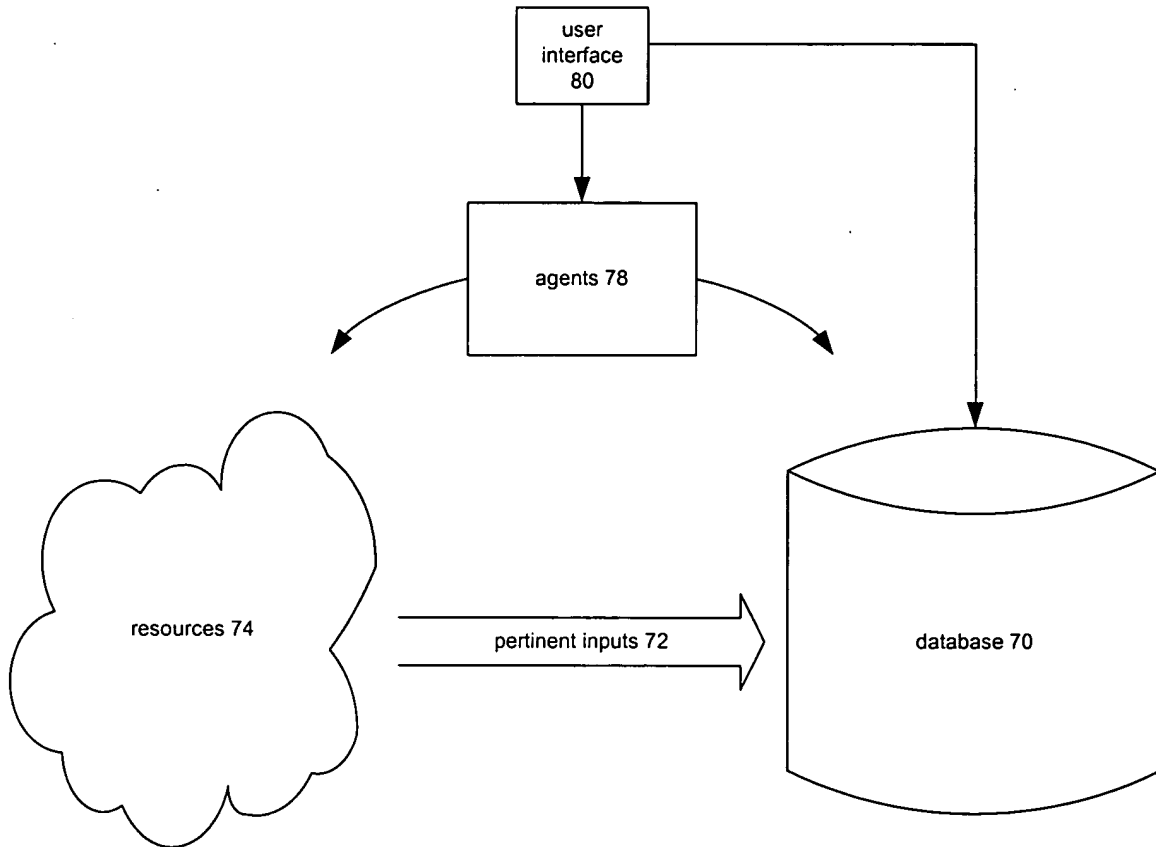 user
interface
80
agents 78
resources 74
pertinent inputs 72
database 70